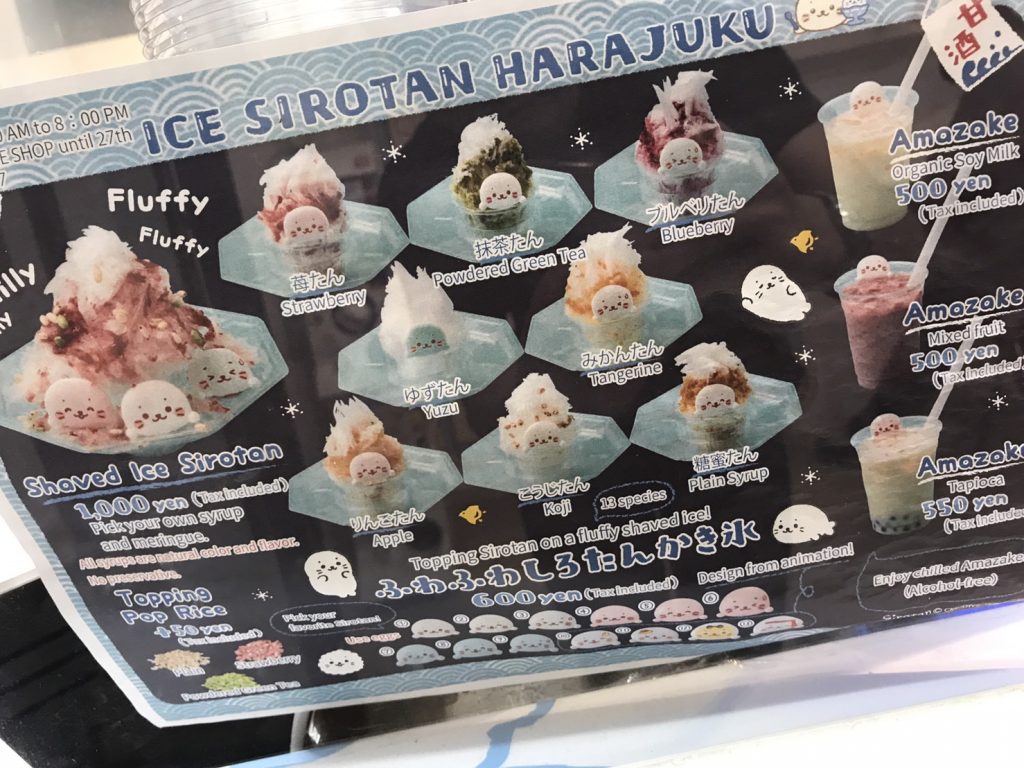 ICE SIROTAN HARAJUKU
甘酒
AM to 8:00 PM
SHOP until 27th
Fluffy
Fluffy
苺たん
Strawberry
抹茶たん
Powdered Green Tea
ブルベリたん
Blueberry
ゆずたん
Yuzu
みかんたん
Tangerine
りんごたん
Apple
こうじたん
Koji
糖蜜たん
Plain Syrup
13 species
Shaved Ice Sirotan
1,000 yen (Tax included)
Pick your own syrup
and meringue.
All syrups are natural color and flavor.
No preservative.
Topping
Pop Rice
+50 yen
(Tax included)
Plain
Strawberry
Powdered Green Tea
Topping Sirotan on a fluffy shaved ice!
ふわふわしろたんかき氷
600 yen (Tax included)
Design from animation!
Pick your
favorite Sirotan!
Use eggs
Amazake
Organic Soy Milk
500 yen
(Tax included)
Amazake
Mixed fruit
500 yen
(Tax included)
Amazake
Tapioca
550 yen
(Tax include
Enjoy chilled Amazake
(Alcohol-free)